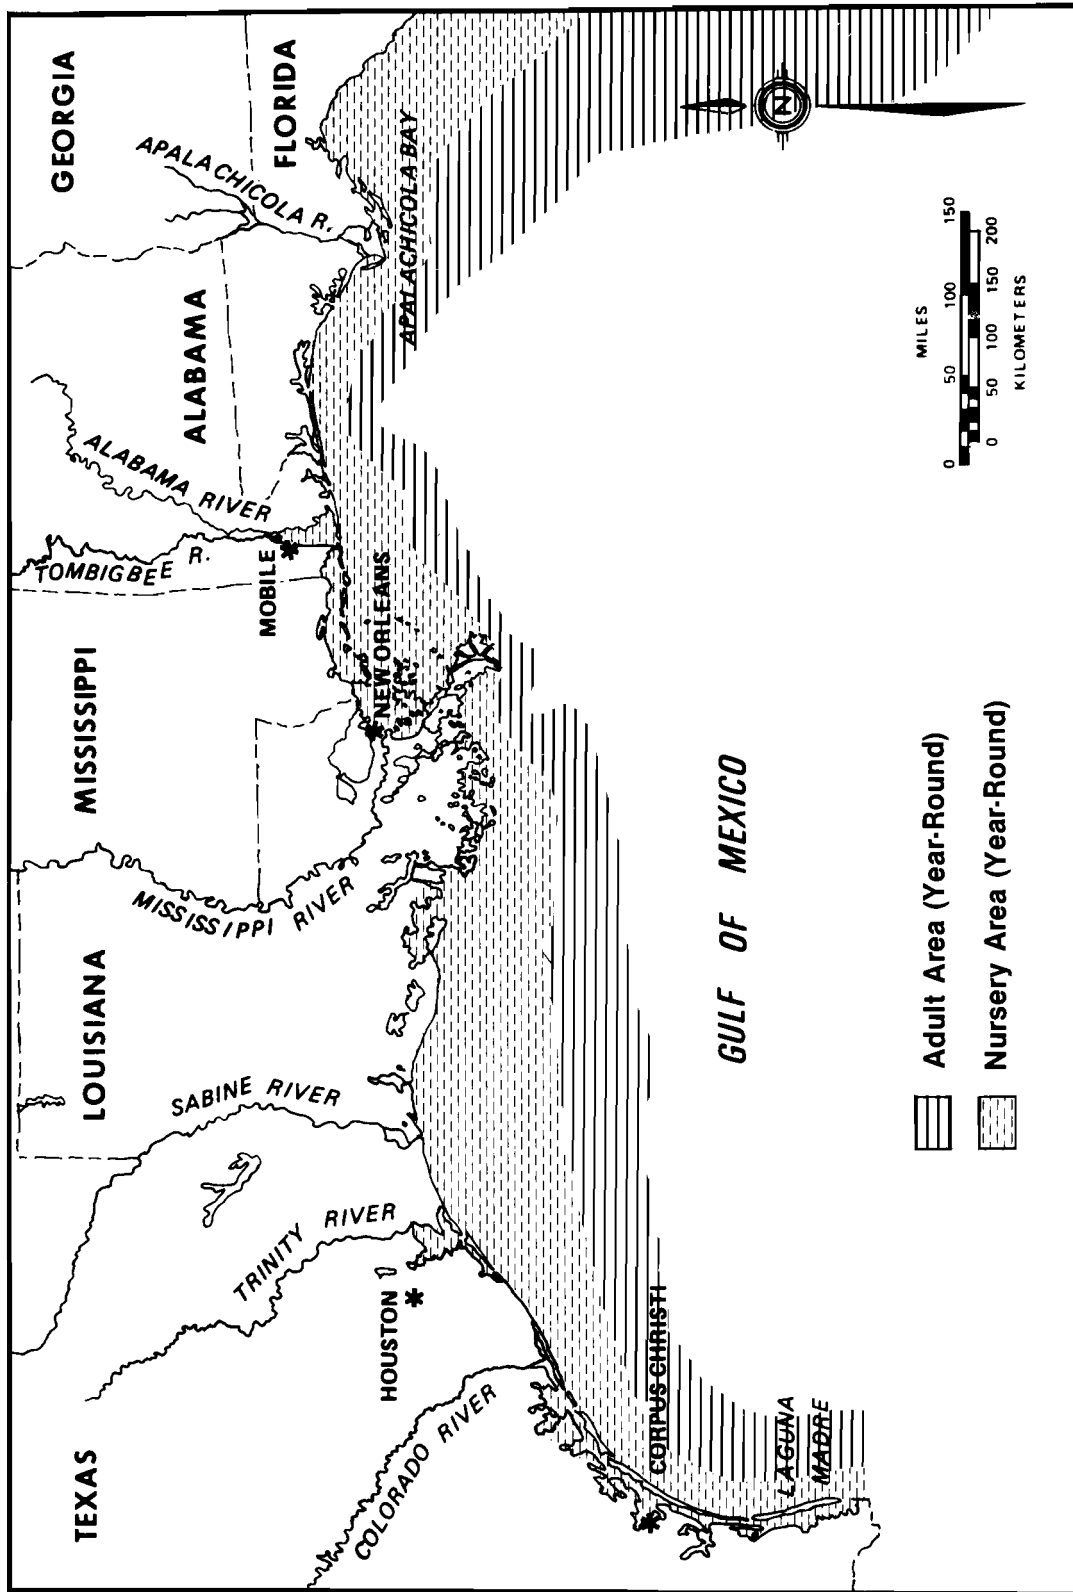 TEXAS
LOUISIANA
MISSISSIPPI
ALABAMA
GEORGIA
FLORIDA
COLORADO RIVER
TRINITY RIVER
SABINE RIVER
MISSISSIPPI RIVER
TOMBIGBEE R.
ALABAMA RIVER
APALACHICOLA R.
HOUSTON
MOBILE
NEW ORLEANS
APALACHICOLA BAY
CORPUS CHRISTI
LAGUNA
MADRE
GULF OF MEXICO
N
MILES
0 50 100 150
0 50 100 150 200
KILOMETERS
Adult Area (Year-Round)
Nursery Area (Year-Round)